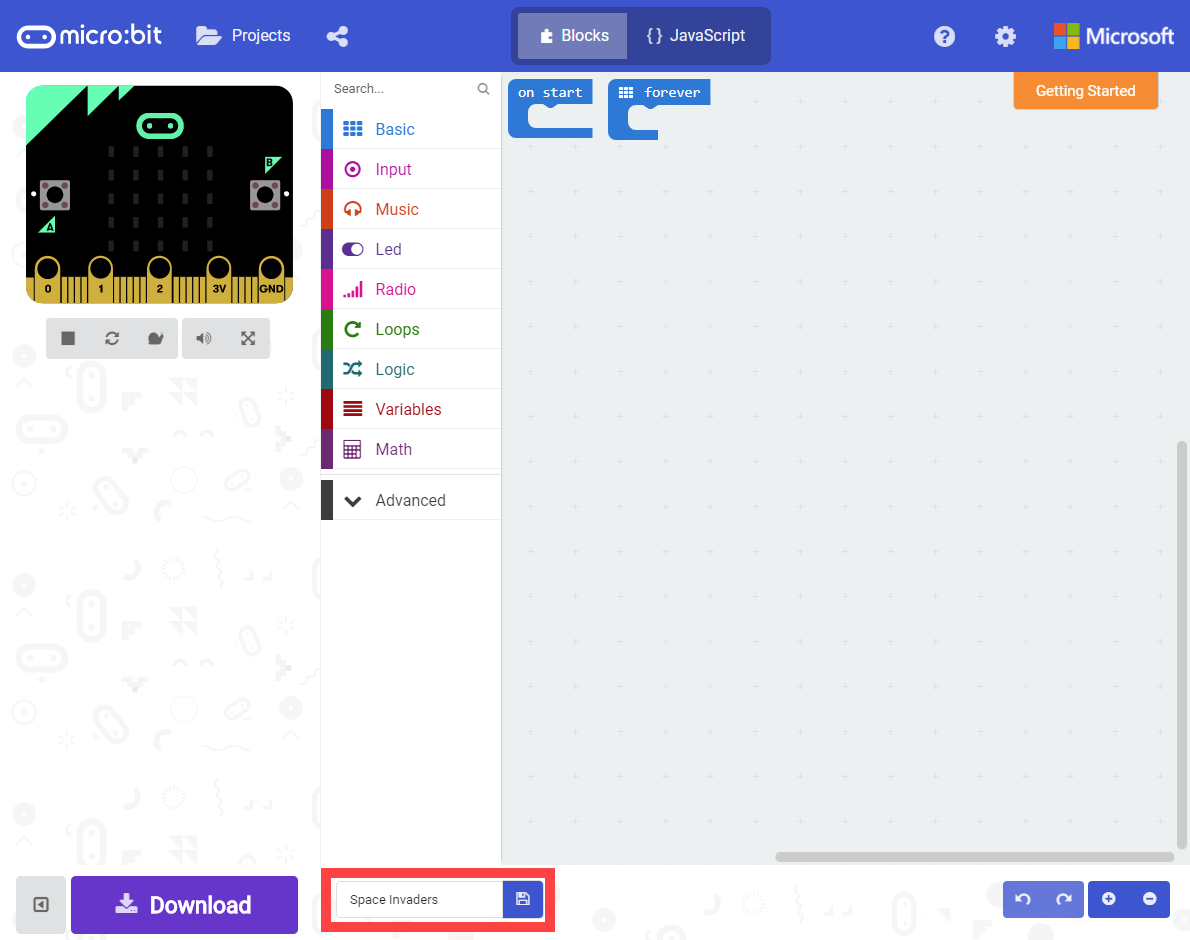 micro:bit
Projects
Blocks
{ } JavaScript
?
Microsoft
Search...
on start
forever
Getting Started
Basic
B
Input
A
Music
Led
0 1 2 3V GND
Radio
Loops
Logic
Variables
Math
Advanced
Download
Space Invaders